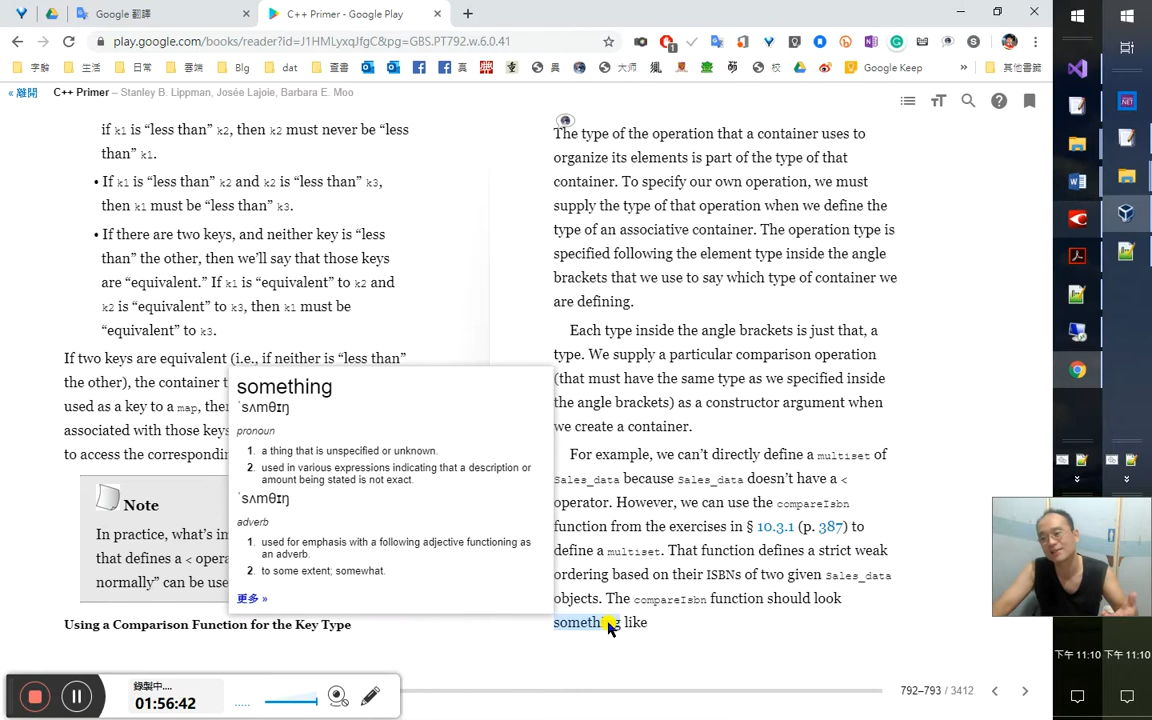 Google 翻譯
C++ Primer - Google Play
play.google.com/books/reader?id=J1HMLyxqJfgC&pg=GBS.PT792.w.6.0.41
字辭
生活
日常
雲端
Blg
dat
查書
真
異
大师
校
Google Keep
»
其他書籤
« 離開
C++ Primer – Stanley B. Lippman, Josée Lajoie, Barbara E. Moo
if k1 is “less than” k2, then k2 must never be “less
than” k1.
• If k1 is “less than” k2 and k2 is “less than” k3,
then k1 must be “less than” k3.
• If there are two keys, and neither key is “less
than” the other, then we’ll say that those keys
are “equivalent.” If k1 is “equivalent” to k2 and
k2 is “equivalent” to k3, then k1 must be
“equivalent” to k3.
If two keys are equivalent (i.e., if neither is “less than”
the other), the container t
used as a key to a map, the
associated with those keys
to access the correspondin
Note
In practice, what’s in
that defines a < opera
normally” can be use
Using a Comparison Function for the Key Type
something
ˈsʌmθɪŋ
pronoun
1. a thing that is unspecified or unknown.
2. used in various expressions indicating that a description or
amount being stated is not exact.
ˈsʌmθɪŋ
adverb
1. used for emphasis with a following adjective functioning as
an adverb.
2. to some extent; somewhat.
更多 »
The type of the operation that a container uses to
organize its elements is part of the type of that
container. To specify our own operation, we must
supply the type of that operation when we define the
type of an associative container. The operation type is
specified following the element type inside the angle
brackets that we use to say which type of container we
are defining.
Each type inside the angle brackets is just that, a
type. We supply a particular comparison operation
(that must have the same type as we specified inside
the angle brackets) as a constructor argument when
we create a container.
For example, we can’t directly define a multiset of
Sales_data because Sales_data doesn’t have a <
operator. However, we can use the compareIsbn
function from the exercises in § 10.3.1 (p. 387) to
define a multiset. That function defines a strict weak
ordering based on their ISBNs of two given Sales_data
objects. The compareIsbn function should look
something like
792–793 / 3412
錄製中....
01:56:42
下午 11:10
下午 11:10